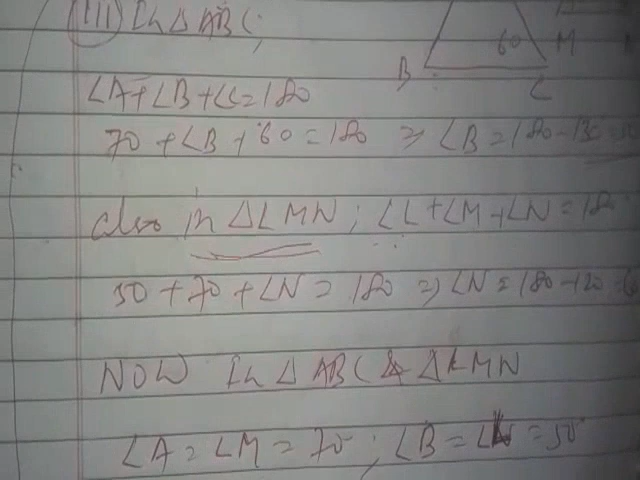 (III) In Δ ABC;
60 M
B
C
∠A+∠B+∠C=180
70 + ∠B + 60 = 180 ⇒ ∠B = 180-130 =
also in Δ LMN; ∠L+∠M+∠N = 180
50 + 70 + ∠N = 180 ⇒ ∠N = 180-120 = 6
NOW In Δ ABC & Δ LMN
∠A = ∠M = 70°; ∠B = = 50°